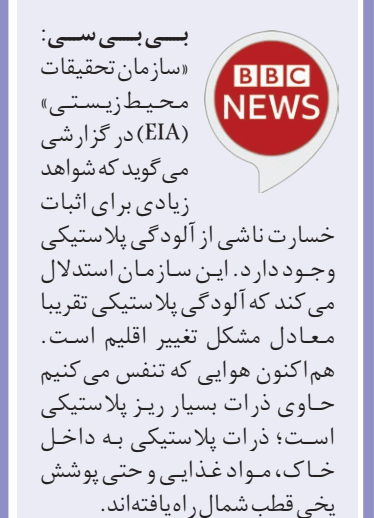 بی‌بی‌سی:
«سازمان تحقیقات
محیط‌زیستی»
(EIA) در گزارشی
می‌گوید که شواهد
زیادی برای اثبات
خسارت ناشی از آلودگی پلاستیکی
وجود دارد. این سازمان استدلال
می‌کند که آلودگی پلاستیکی تقریبا
معادل مشکل تغییر اقلیم است.
هم‌اکنون هوایی که تنفس می‌کنیم
حاوی ذرات بسیار ریز پلاستیکی
است؛ ذرات پلاستیکی به داخل
خاک، مواد غذایی و حتی پوشش
یخی قطب شمال راه یافته‌اند.
BBC
NEWS